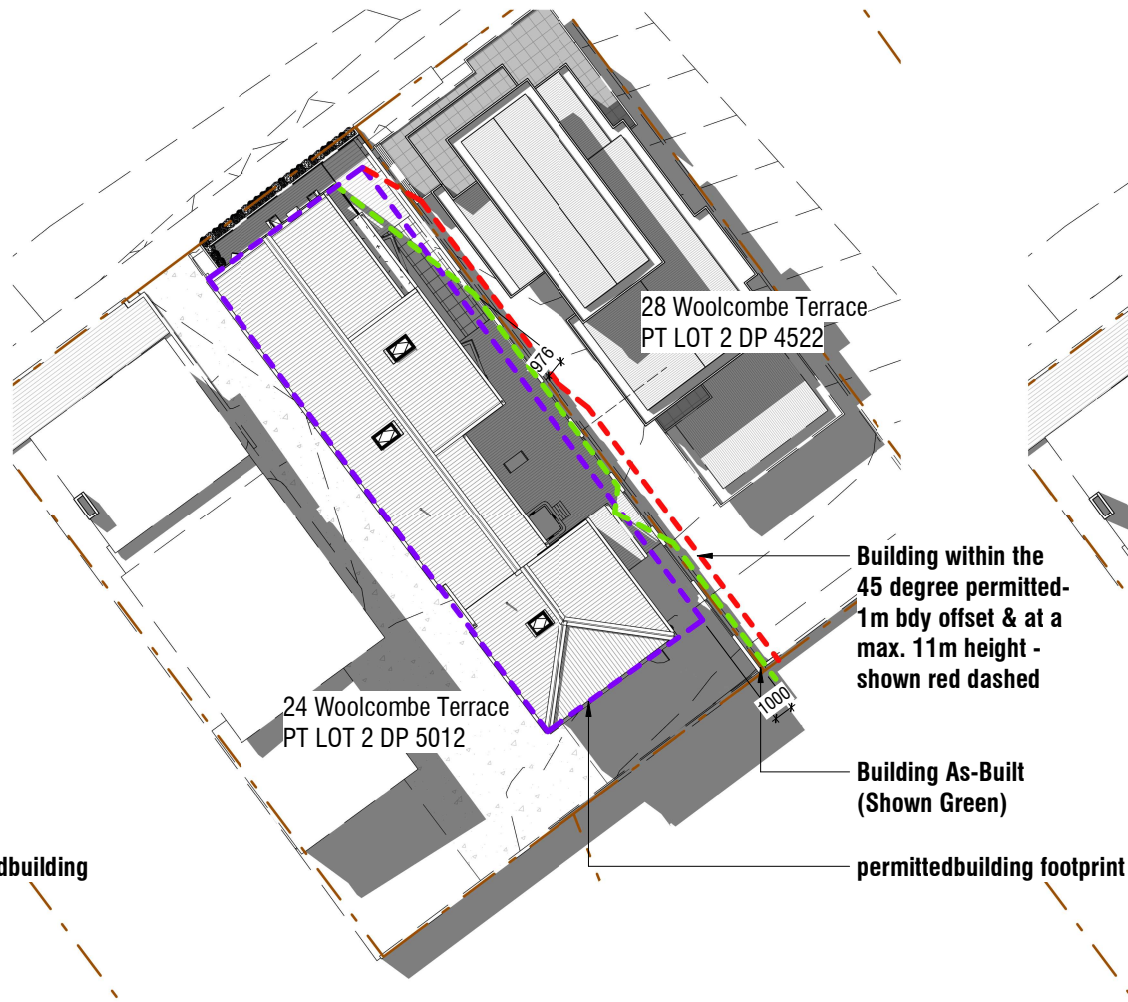 28 Woolcombe Terrace
PT LOT 2 DP 4522
976
Building within the
45 degree permitted-
1m bdy offset & at a
max. 11m height -
shown red dashed
24 Woolcombe Terrace
PT LOT 2 DP 5012
1000
Building As-Built
(Shown Green)
dbuilding
permittedbuilding footprint